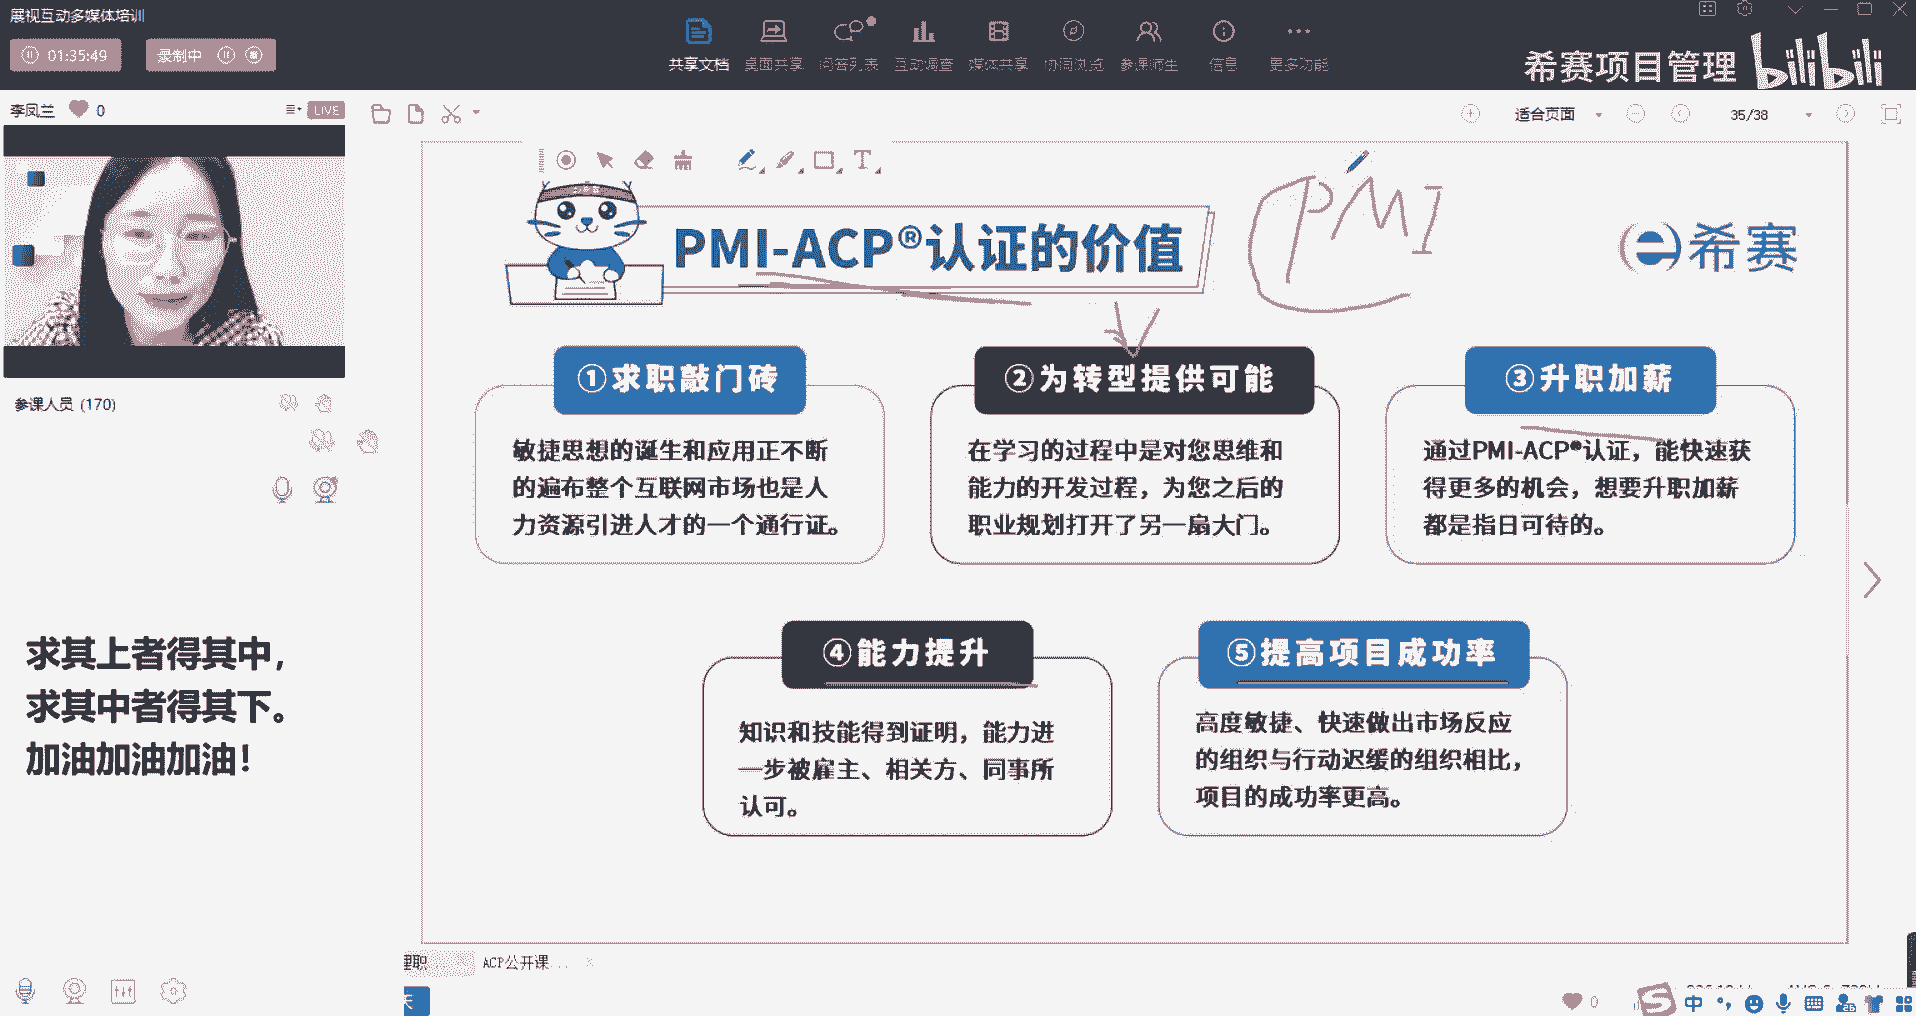 展视互动多媒体培训
01:35:49
录制中
共享文档 桌面共享 问答列表 互动调查 媒体共享 协同浏览 参课师生 信息 更多功能
希赛项目管理 bilibili
李凤兰 0
LIVE
适合页面
35/38
PMI-ACP®认证的价值
PMI
希赛
①求职敲门砖
敏捷思想的诞生和应用正不断
的遍布整个互联网市场也是人
力资源引进人才的一个通行证。
②为转型提供可能
在学习的过程中是对您思维和
能力的开发过程，为您之后的
职业规划打开了另一扇大门。
③升职加薪
通过PMI-ACP®认证，能快速获
得更多的机会，想要升职加薪
都是指日可待的。
④能力提升
知识和技能得到证明，能力进
一步被雇主、相关方、同事所
认可。
⑤提高项目成功率
高度敏捷、快速做出市场反应
的组织与行动迟缓的组织相比，
项目的成功率更高。
参课人员 (170)
求其上者得其中，
求其中者得其下。
加油加油加油！
ACP公开课...
0
中